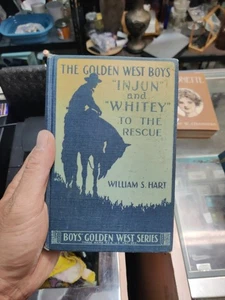 THE GOLDEN WEST BOYS
"INJUN" and
"WHITEY"
TO THE
RESCUE
WILLIAM S. HART
BOYS' GOLDEN WEST SERIES